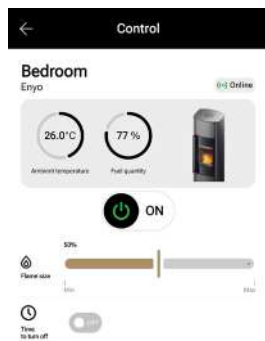 Control
Bedroom
Enyo
Online
26.0°C
77 %
Ambient temperature
Fuel quantity
ON
50%
Flame size
Min
Max
Time
to turn off
OFF